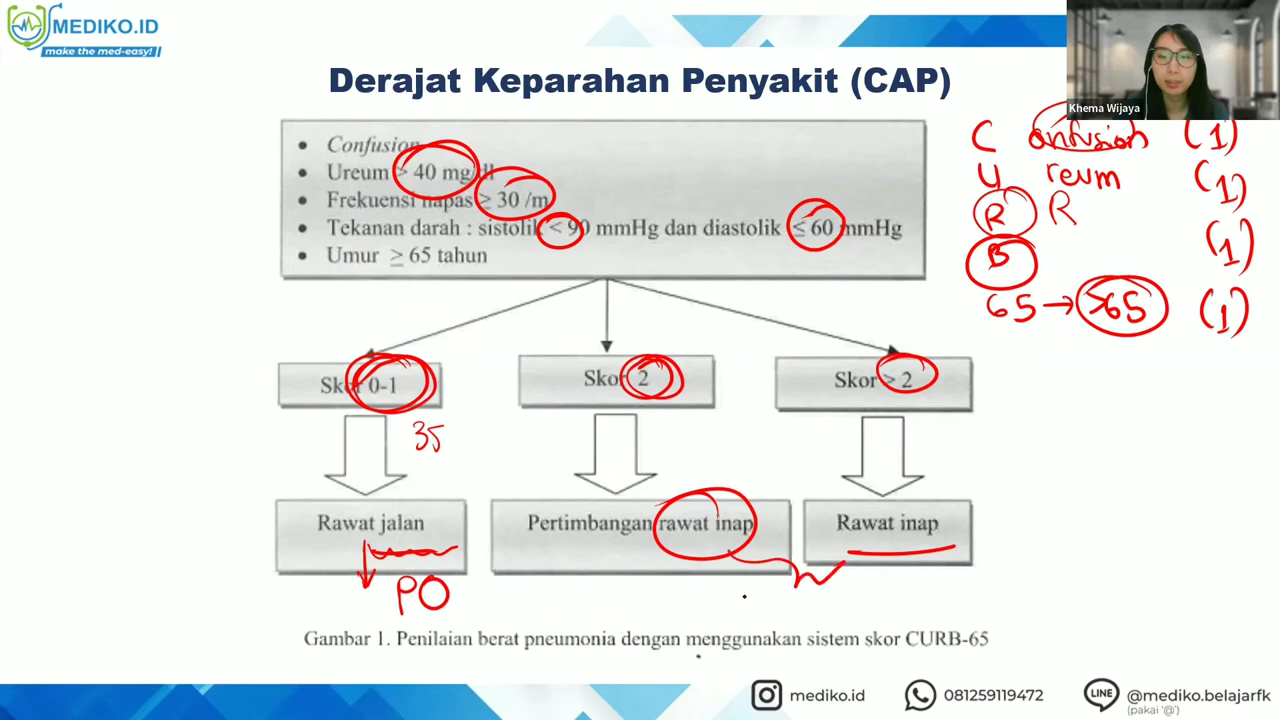 MEDIKO.ID
make the med-easy!
Derajat Keparahan Penyakit (CAP)
Khema Wijaya
• Confusion
• Ureum > 40 mg/dl
• Frekuensi napas ≥ 30 /m
• Tekanan darah : sistolik < 90 mmHg dan diastolik ≤ 60 mmHg
• Umur ≥ 65 tahun
C onfusion (1)
U reum (1)
R R
B (1)
65 → >65 (1)
Skor 0-1
Skor 2
Skor > 2
35
Rawat jalan
Pertimbangan rawat inap
Rawat inap
PO
Gambar 1. Penilaian berat pneumonia dengan menggunakan sistem skor CURB-65
mediko.id
081259119472
LINE
@mediko.belajarfk
(pakai '@')